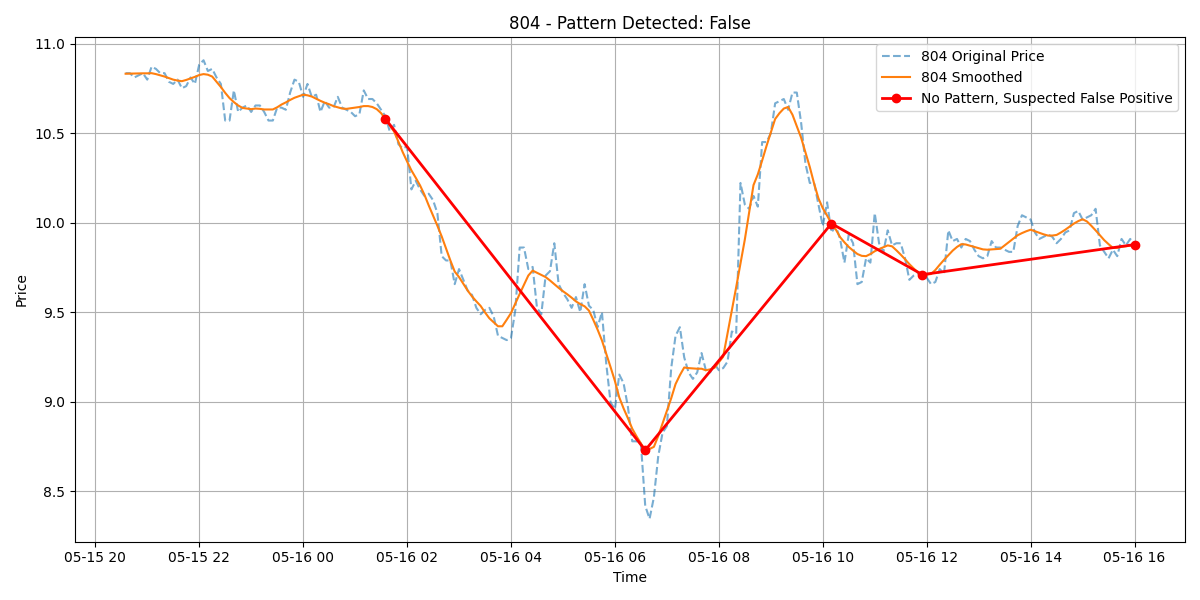 804 - Pattern Detected: False
804 Original Price
804 Smoothed
No Pattern, Suspected False Positive
Price
11.0
10.5
10.0
9.5
9.0
8.5
05-15 20 05-15 22 05-16 00 05-16 02 05-16 04 05-16 06 05-16 08 05-16 10 05-16 12 05-16 14 05-16 16
Time